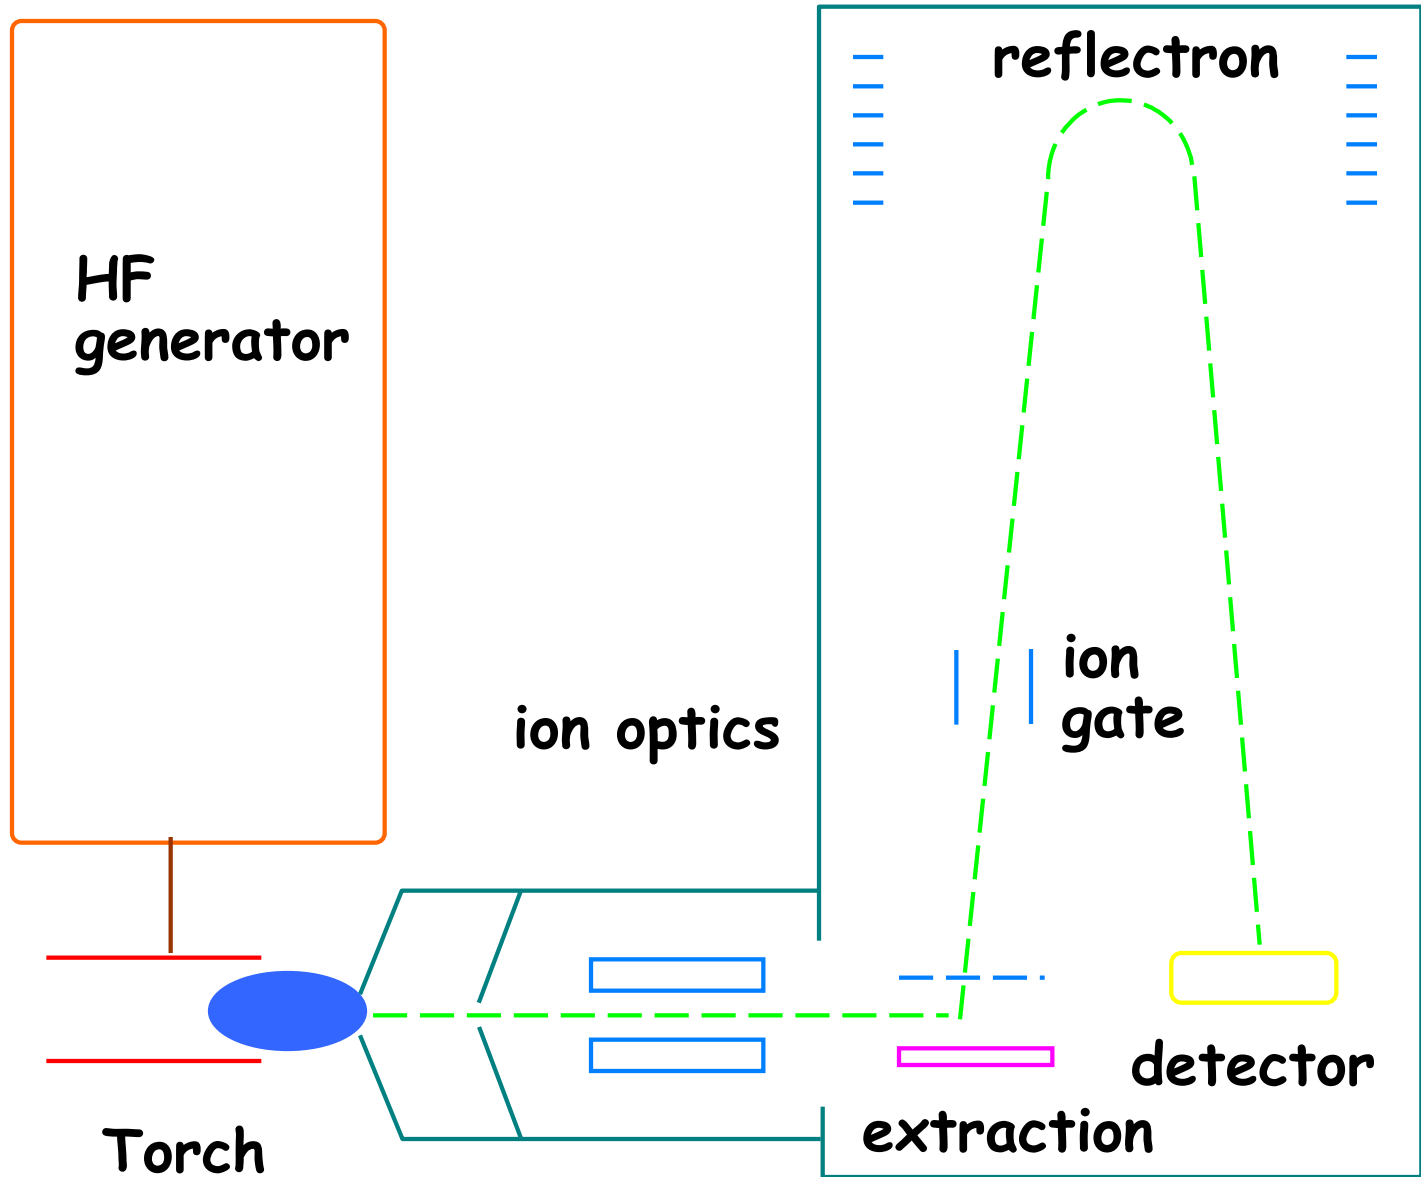 reflectron
HF
generator
ion
gate
ion optics
detector
extraction
Torch